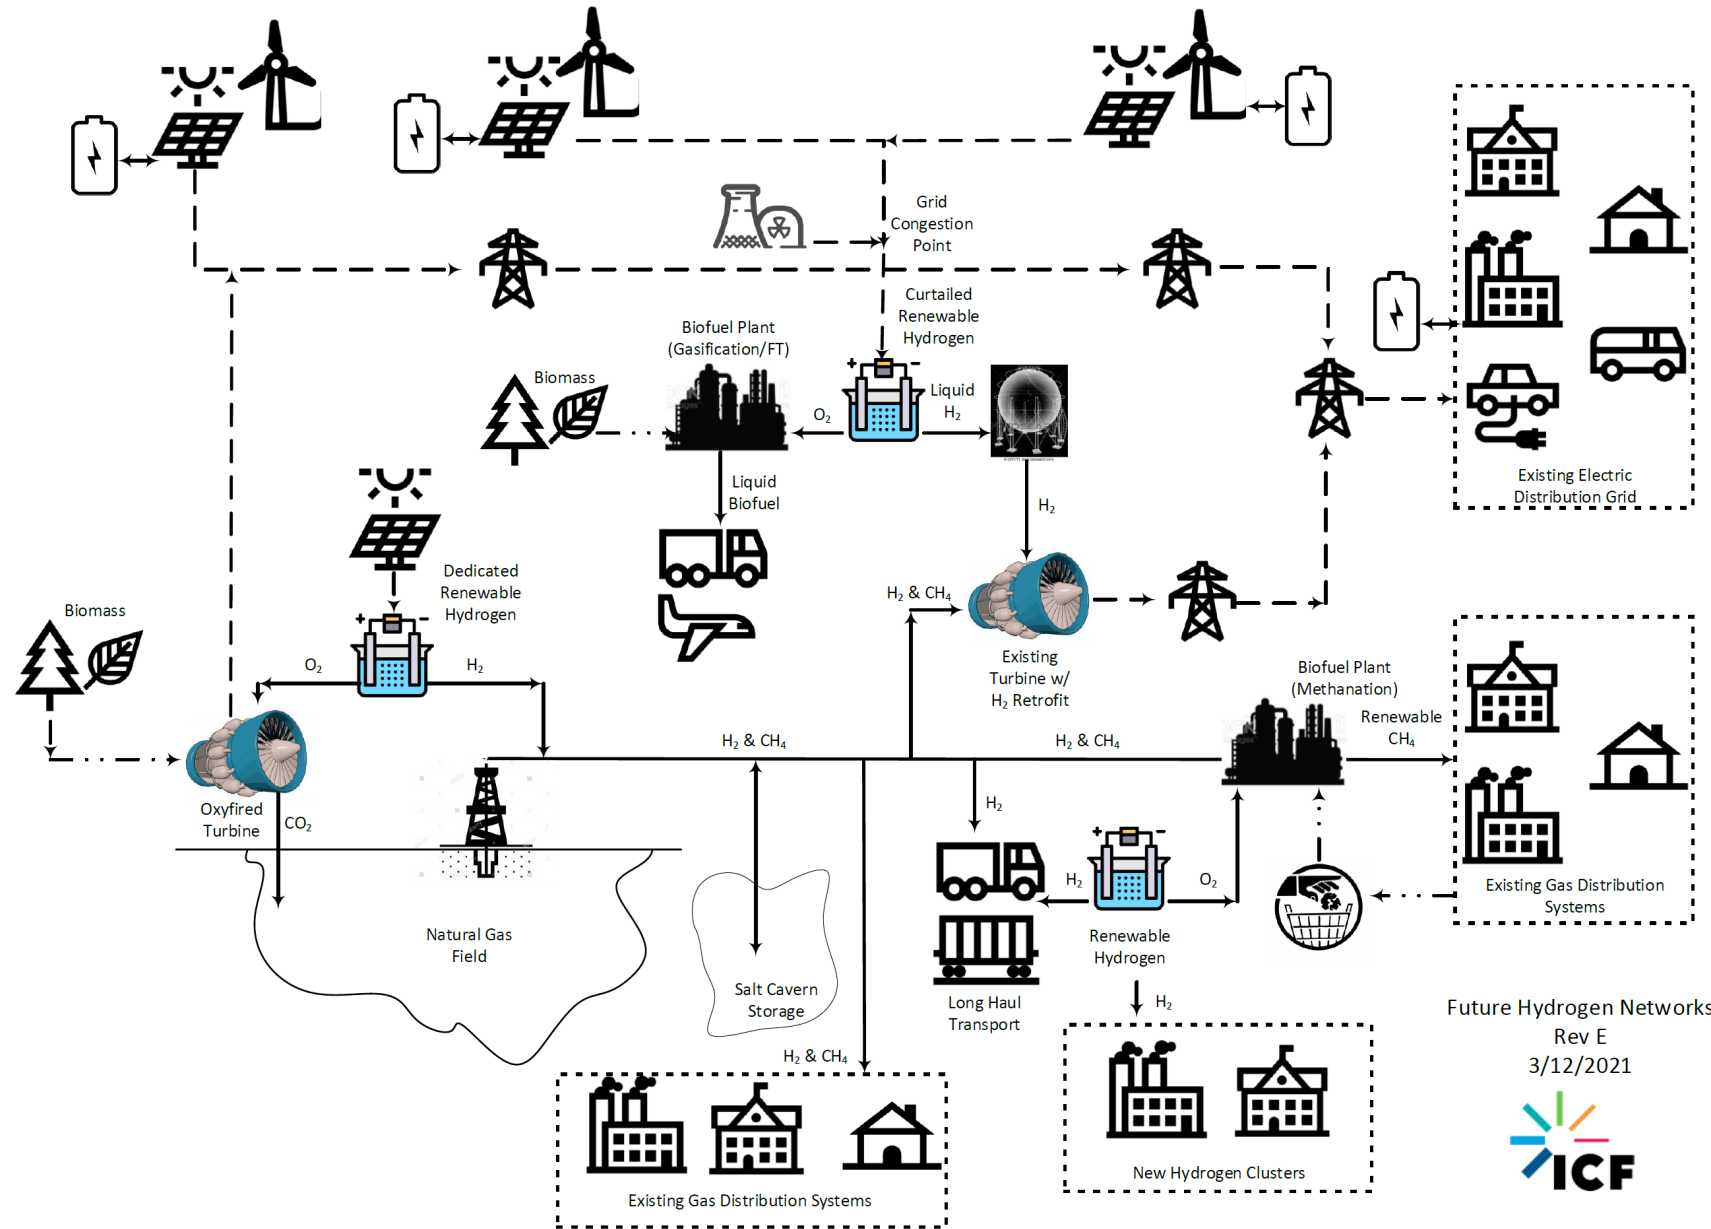 Grid
Congestion
Point
Curtailed
Renewable
Hydrogen
Biofuel Plant
(Gasification/FT)
Biomass
+
−
O2
Liquid
H2
Liquid
Biofuel
H2
Existing Electric
Distribution Grid
Dedicated
Renewable
Hydrogen
+
−
O2
H2
Biomass
H2 & CH4
Existing
Turbine w/
H2 Retrofit
Biofuel Plant
(Methanation)
Renewable
CH4
H2 & CH4
H2 & CH4
Oxyfired
Turbine
CO2
H2
+
−
H2
O2
Renewable
Hydrogen
Existing Gas Distribution
Systems
Natural Gas
Field
Salt Cavern
Storage
Long Haul
Transport
H2
H2 & CH4
Existing Gas Distribution Systems
New Hydrogen Clusters
Future Hydrogen Networks
Rev E
3/12/2021
ICF